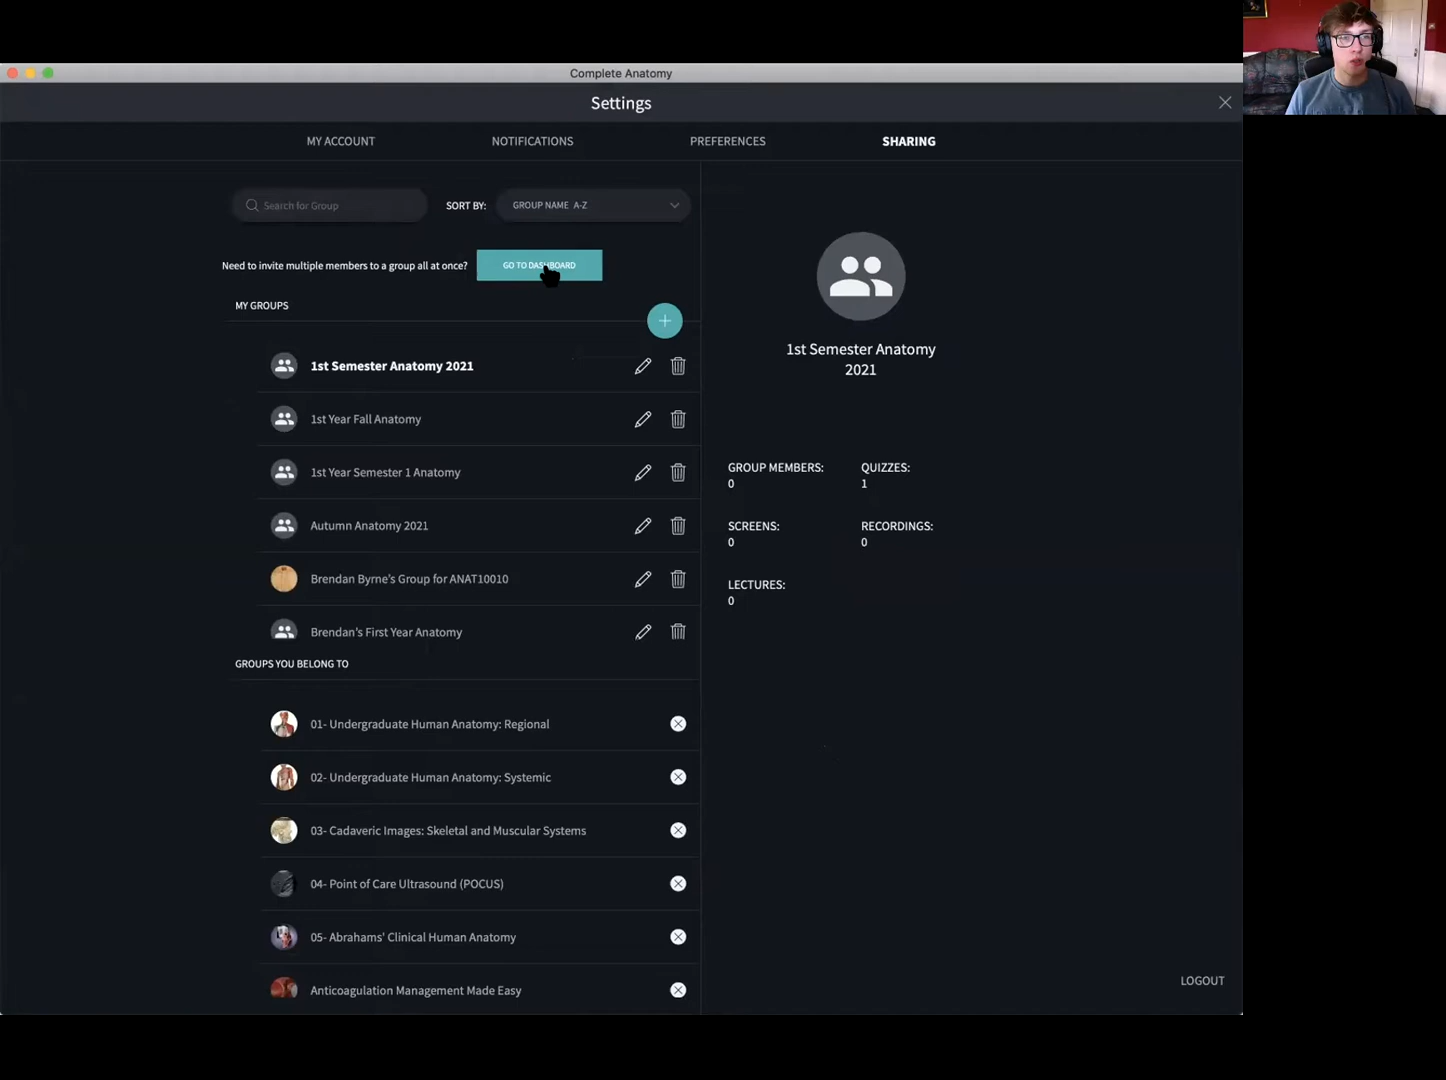 Complete Anatomy
Settings
MY ACCOUNT
NOTIFICATIONS
PREFERENCES
SHARING
Search for Group
SORT BY:
GROUP NAME A-Z
Need to invite multiple members to a group all at once?
GO TO DASHBOARD
MY GROUPS
1st Semester Anatomy 2021
1st Year Fall Anatomy
1st Year Semester 1 Anatomy
Autumn Anatomy 2021
Brendan Byrne's Group for ANAT10010
Brendan's First Year Anatomy
GROUPS YOU BELONG TO
01- Undergraduate Human Anatomy: Regional
02- Undergraduate Human Anatomy: Systemic
03- Cadaveric Images: Skeletal and Muscular Systems
04- Point of Care Ultrasound (POCUS)
05- Abrahams' Clinical Human Anatomy
Anticoagulation Management Made Easy
1st Semester Anatomy
2021
GROUP MEMBERS:
0
QUIZZES:
1
SCREENS:
0
RECORDINGS:
0
LECTURES:
0
LOGOUT